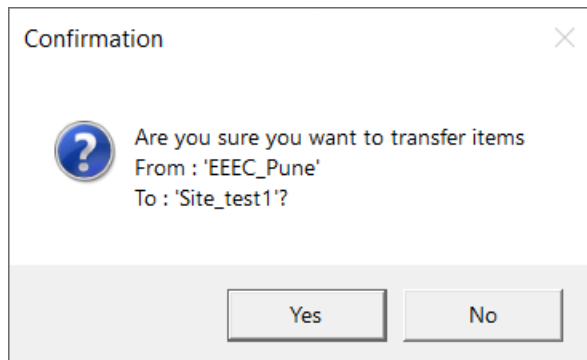 Confirmation
Are you sure you want to transfer items
From : 'EEEC_Pune'
To : 'Site_test1'?
Yes
No